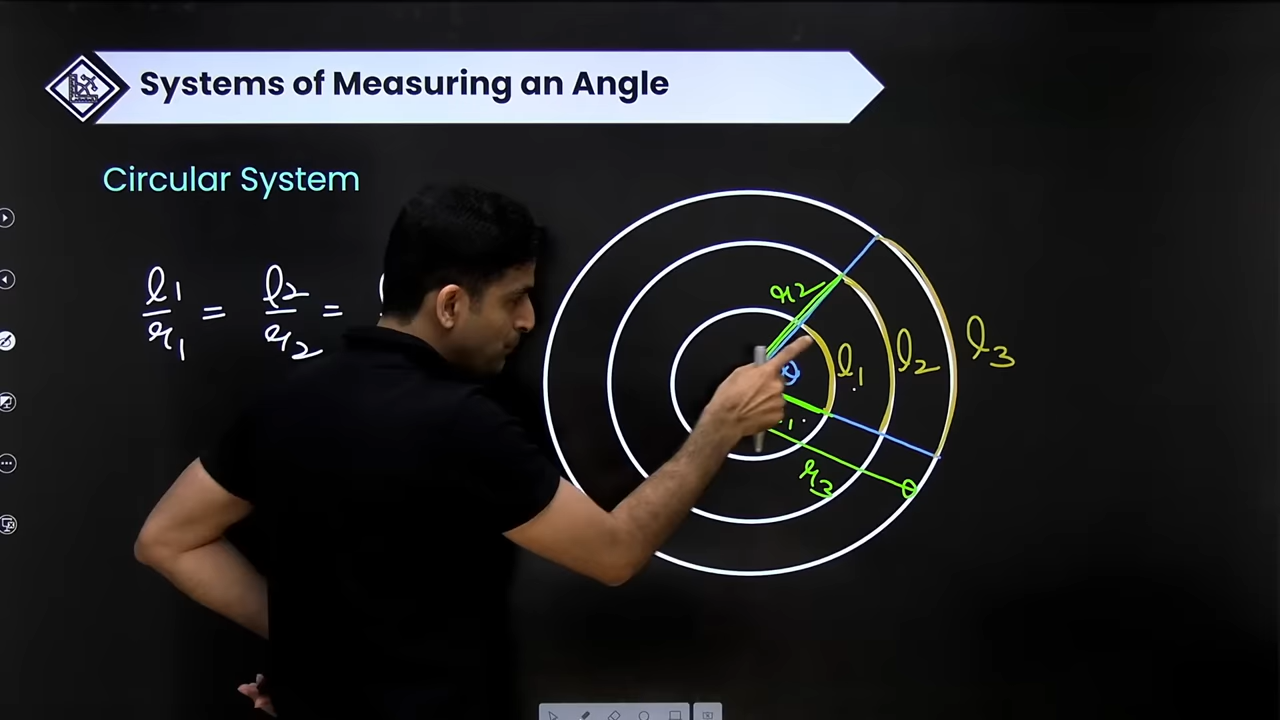 Systems of Measuring an Angle
Circular System
l1/r1 = l2/r2 =
r2
l1
l2
l3
r3